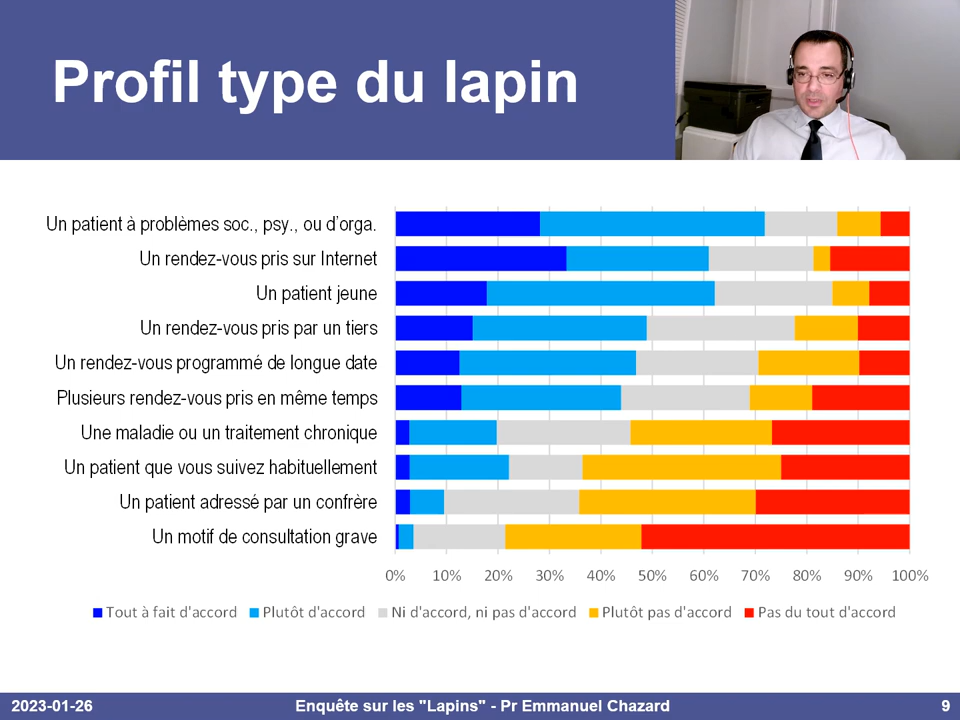 Profil type du lapin
Un patient à problèmes soc., psy., ou d'orga.
Un rendez-vous pris sur Internet
Un patient jeune
Un rendez-vous pris par un tiers
Un rendez-vous programmé de longue date
Plusieurs rendez-vous pris en même temps
Une maladie ou un traitement chronique
Un patient que vous suivez habituellement
Un patient adressé par un confrère
Un motif de consultation grave
0% 10% 20% 30% 40% 50% 60% 70% 80% 90% 100%
Tout à fait d'accord Plutôt d'accord Ni d'accord, ni pas d'accord Plutôt pas d'accord Pas du tout d'accord
2023-01-26 Enquête sur les "Lapins" - Pr Emmanuel Chazard 9